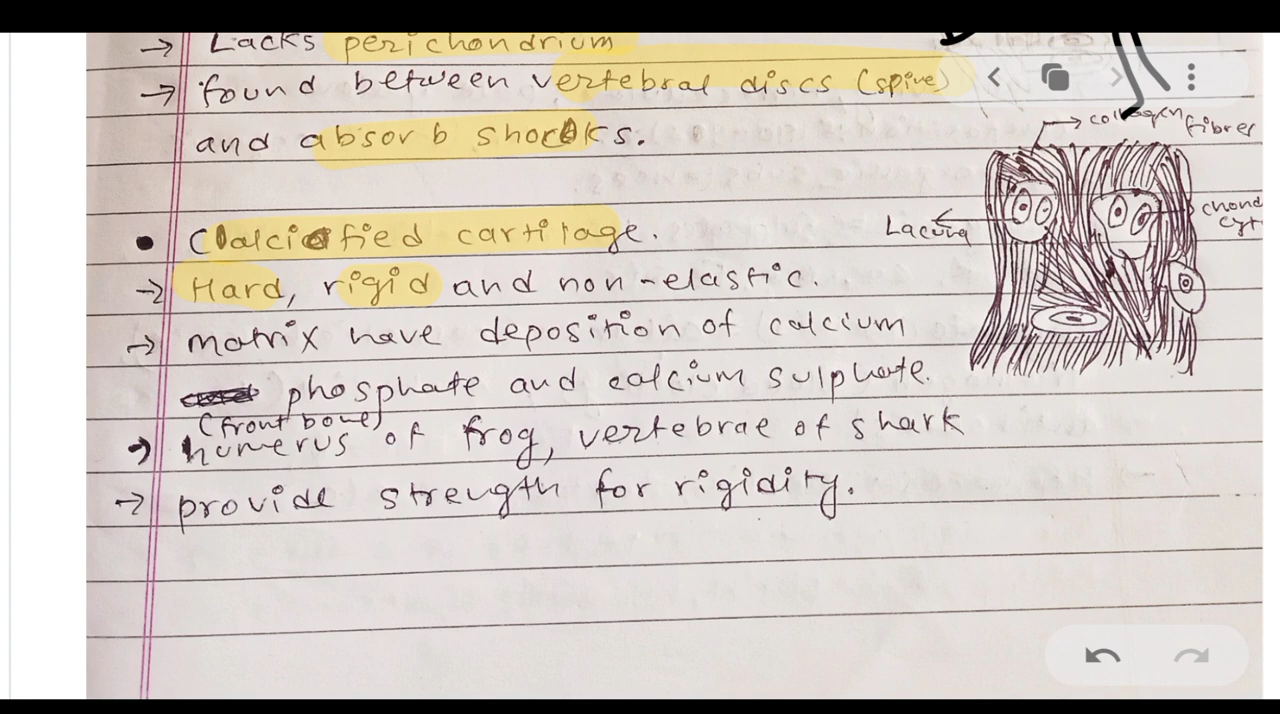 → Lacks perichondrium
→ found between vertebral discs (spine)
and absorb shocks.
→ collagen fibres
Lacuna
• Calcified cartilage.
→ Hard, rigid and non-elastic.
→ matrix have deposition of calcium
phosphate and calcium sulphate.
(front bone)
→ humerus of frog, vertebrae of shark
→ provide strength for rigidity.